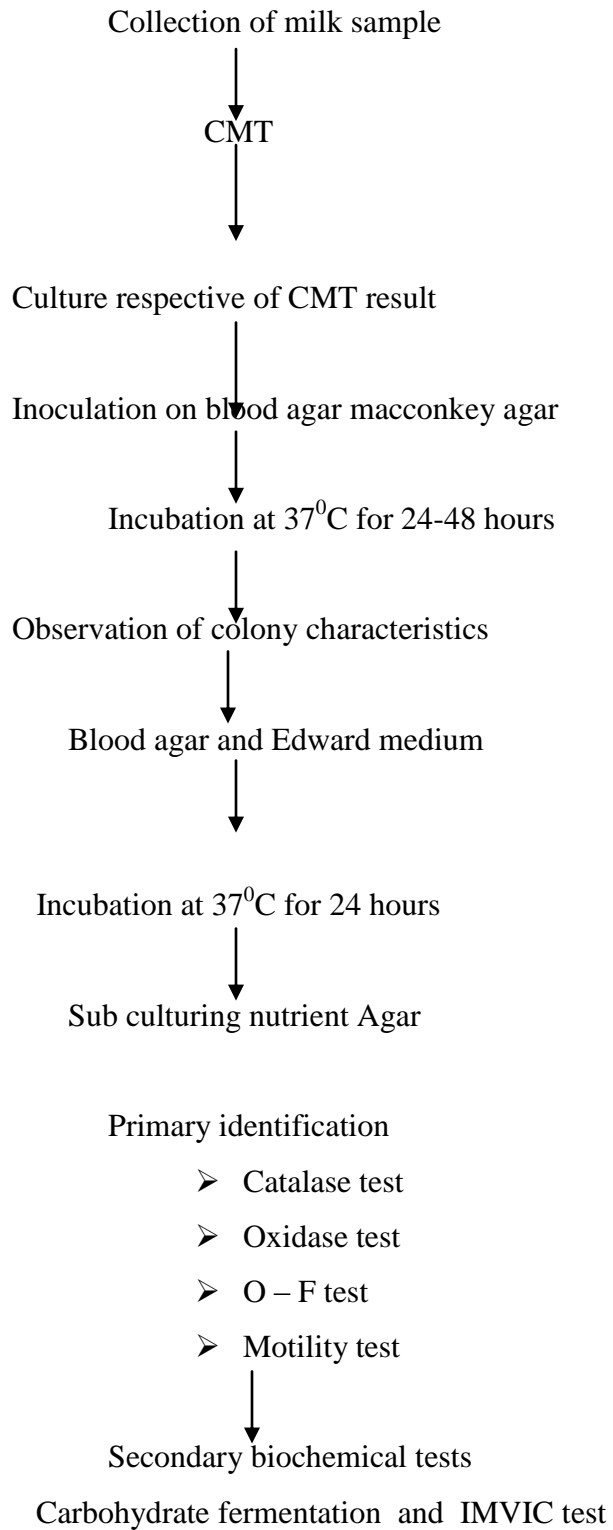 Collection of milk sample
CMT
Culture respective of CMT result
Inoculation on blood agar macconkey agar
Incubation at 37⁰C for 24-48 hours
Observation of colony characteristics
Blood agar and Edward medium
Incubation at 37⁰C for 24 hours
Sub culturing nutrient Agar
Primary identification
➢ Catalase test
➢ Oxidase test
➢ O – F test
➢ Motility test
Secondary biochemical tests
Carbohydrate fermentation and IMVIC test